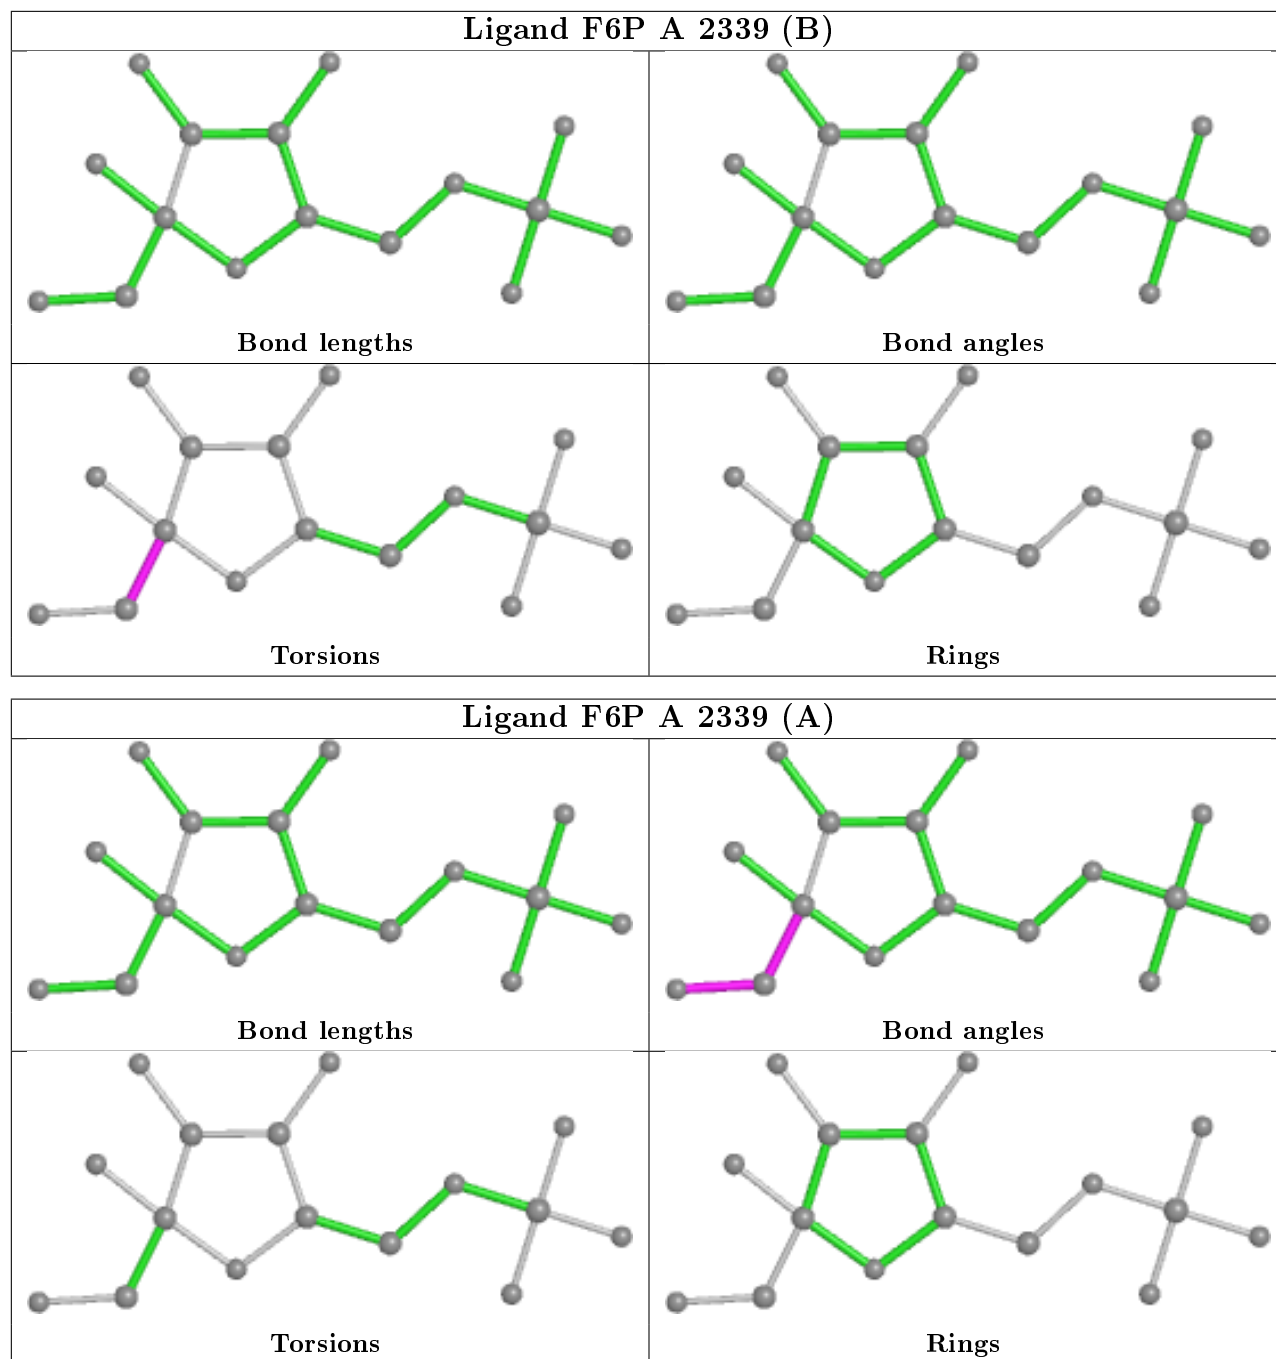 Ligand F6P A 2339 (B)
Bond lengths
Bond angles
Torsions
Rings
Ligand F6P A 2339 (A)
Bond lengths
Bond angles
Torsions
Rings